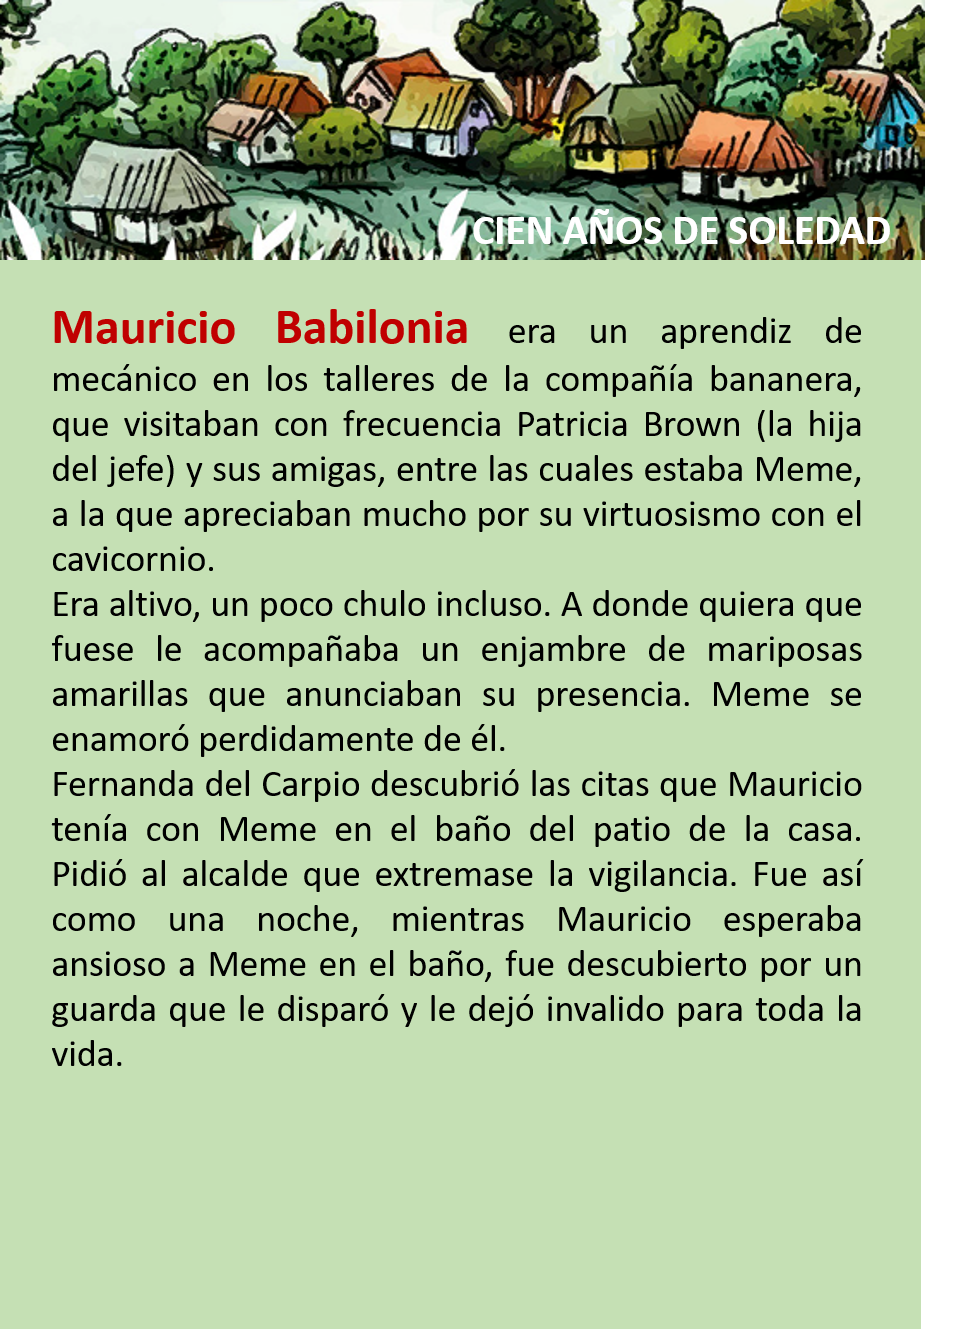 CIEN AÑOS DE SOLEDAD
Mauricio Babilonia era un aprendiz de
mecánico en los talleres de la compañía bananera,
que visitaban con frecuencia Patricia Brown (la hija
del jefe) y sus amigas, entre las cuales estaba Meme,
a la que apreciaban mucho por su virtuosismo con el
cavicornio.
Era altivo, un poco chulo incluso. A donde quiera que
fuese le acompañaba un enjambre de mariposas
amarillas que anunciaban su presencia. Meme se
enamoró perdidamente de él.
Fernanda del Carpio descubrió las citas que Mauricio
tenía con Meme en el baño del patio de la casa.
Pidió al alcalde que extremase la vigilancia. Fue así
como una noche, mientras Mauricio esperaba
ansioso a Meme en el baño, fue descubierto por un
guarda que le disparó y le dejó invalido para toda la
vida.